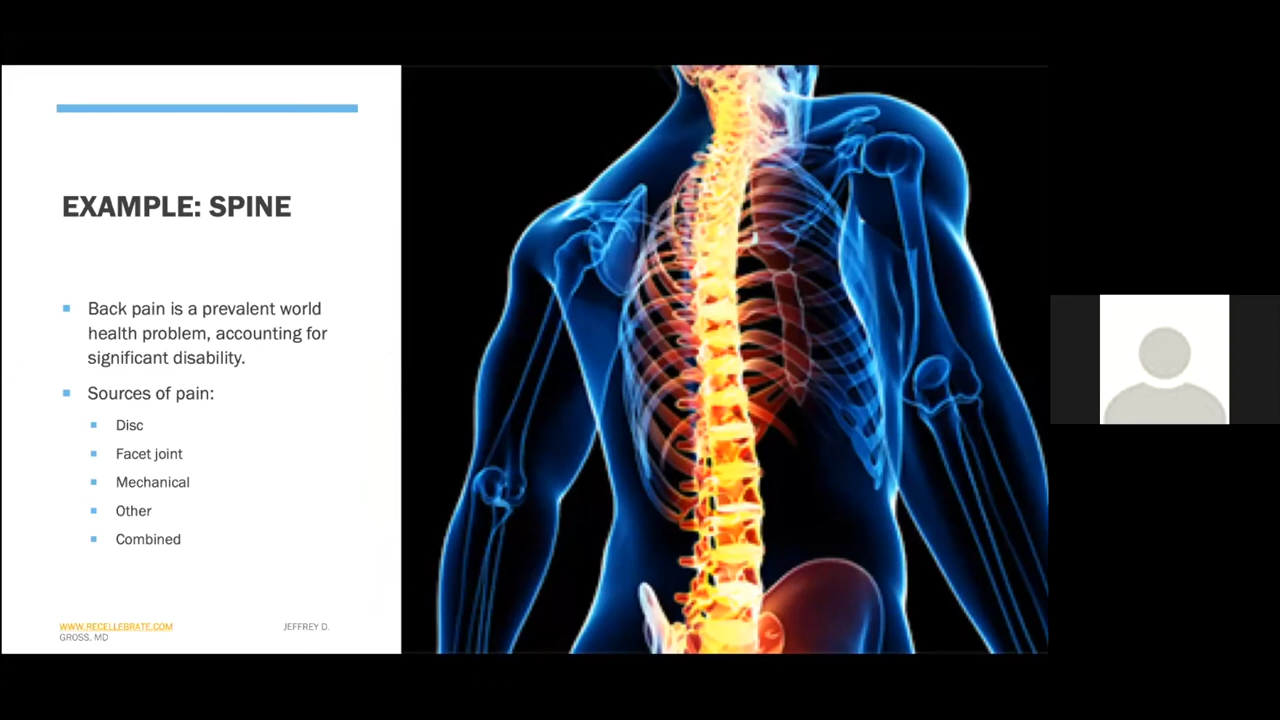 EXAMPLE: SPINE
Back pain is a prevalent world
health problem, accounting for
significant disability.
Sources of pain:
Disc
Facet joint
Mechanical
Other
Combined
WWW.RECELLEBRATE.COM JEFFREY D.
GROSS, MD